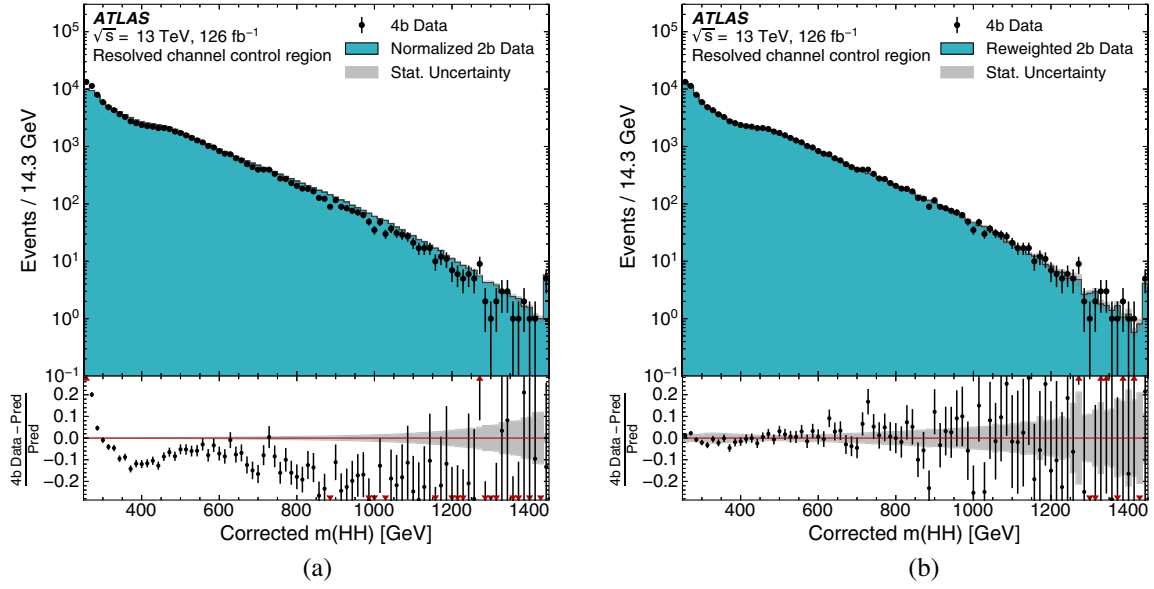 ATLAS
√s = 13 TeV, 126 fb⁻¹
Resolved channel control region
4b Data
Normalized 2b Data
Stat. Uncertainty
Events / 14.3 GeV
10⁵
10⁴
10³
10²
10¹
10⁰
10⁻¹
4b Data − Pred
Pred
0.2
0.1
0.0
−0.1
−0.2
400 600 800 1000 1200 1400
Corrected m(HH) [GeV]
(a)
ATLAS
√s = 13 TeV, 126 fb⁻¹
Resolved channel control region
4b Data
Reweighted 2b Data
Stat. Uncertainty
Events / 14.3 GeV
10⁵
10⁴
10³
10²
10¹
10⁰
10⁻¹
4b Data − Pred
Pred
0.2
0.1
0.0
−0.1
−0.2
400 600 800 1000 1200 1400
Corrected m(HH) [GeV]
(b)